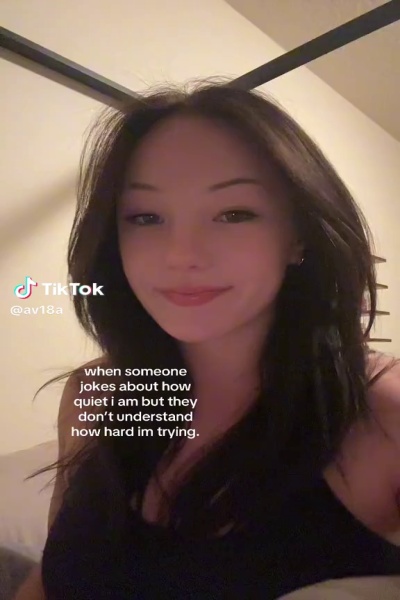 TikTok
@av18a
when someone
jokes about how
quiet i am but they
don't understand
how hard im trying.